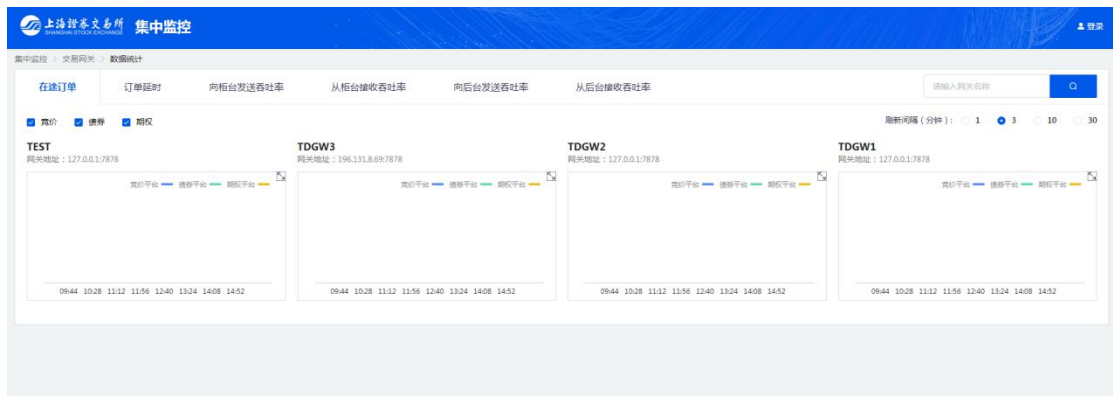 上海證券交易所 集中监控
SHANGHAI STOCK EXCHANGE
登录
集中监控 > 交易网关 > 数据统计
在途订单 订单延时 向柜台发送吞吐率 从柜台接收吞吐率 向后台发送吞吐率 从后台接收吞吐率 请输入网关名称
竞价 债券 期权 刷新间隔(分钟): 1 3 10 30
TEST TDGW3 TDGW2 TDGW1
网关地址:127.0.0.1:7878 网关地址:196.131.8.69:7878 网关地址:127.0.0.1:7878 网关地址:127.0.0.1:7878
竞价平台 债券平台 期权平台 竞价平台 债券平台 期权平台 竞价平台 债券平台 期权平台 竞价平台 债券平台 期权平台
09:44 10:28 11:12 11:56 12:40 13:24 14:08 14:52 09:44 10:28 11:12 11:56 12:40 13:24 14:08 14:52 09:44 10:28 11:12 11:56 12:40 13:24 14:08 14:52 09:44 10:28 11:12 11:56 12:40 13:24 14:08 14:52